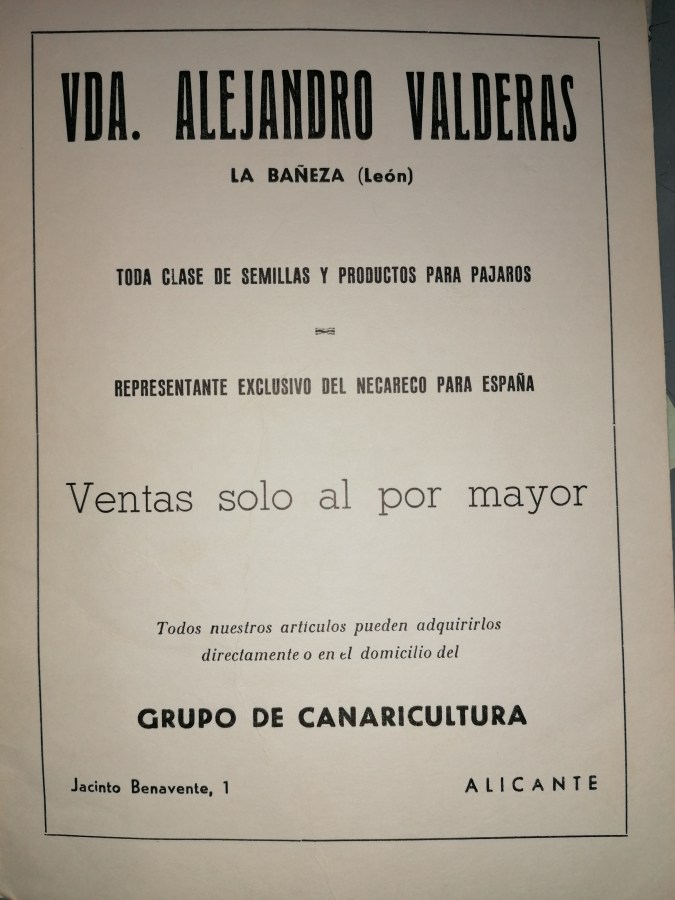 VDA. ALEJANDRO VALDERAS
LA BAÑEZA (León)
TODA CLASE DE SEMILLAS Y PRODUCTOS PARA PAJAROS
REPRESENTANTE EXCLUSIVO DEL NECARECO PARA ESPAÑA
Ventas solo al por mayor
Todos nuestros articulos pueden adquirirlos
directamente o en el domicilio del
GRUPO DE CANARICULTURA
Jacinto Benavente, 1 ALICANTE